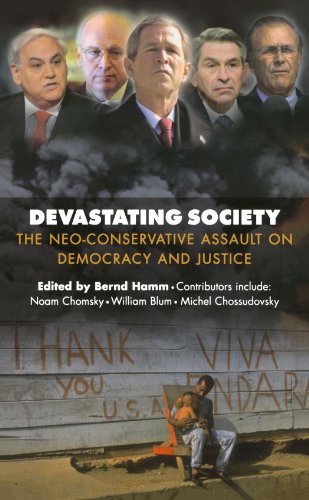 DEVASTATING SOCIETY
THE NEO-CONSERVATIVE ASSAULT ON
DEMOCRACY AND JUSTICE
Edited by Bernd Hamm • Contributors include:
Noam Chomsky • William Blum • Michel Chossudovsky
THANK VIVA
YOU ENDARA
U.S.A